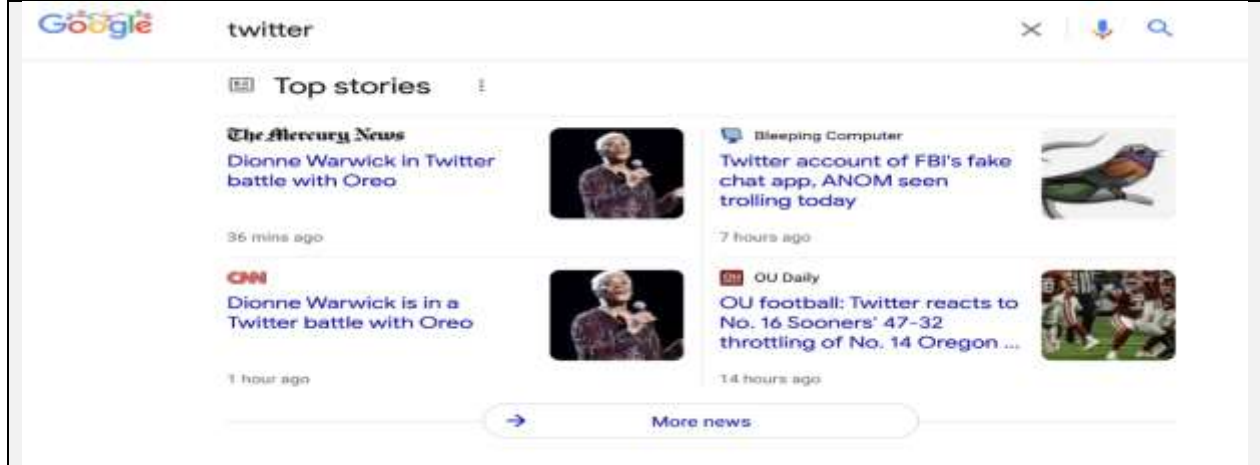 Google
twitter
Top stories
The Mercury News
Dionne Warwick in Twitter
battle with Oreo
36 mins ago
Bleeping Computer
Twitter account of FBI's fake
chat app, ANOM seen
trolling today
7 hours ago
CNN
Dionne Warwick is in a
Twitter battle with Oreo
1 hour ago
OU
OU Daily
OU football: Twitter reacts to
No. 16 Sooners' 47-32
throttling of No. 14 Oregon ...
14 hours ago
More news